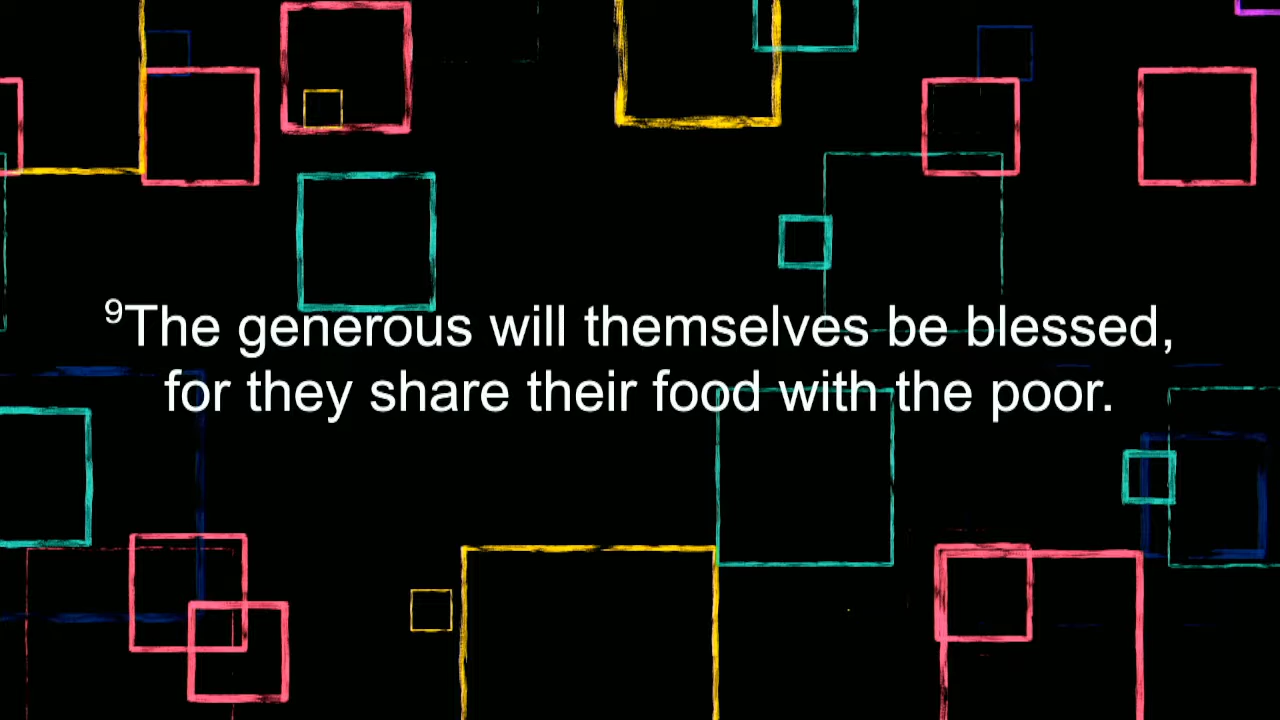 ⁹The generous will themselves be blessed,
for they share their food with the poor.